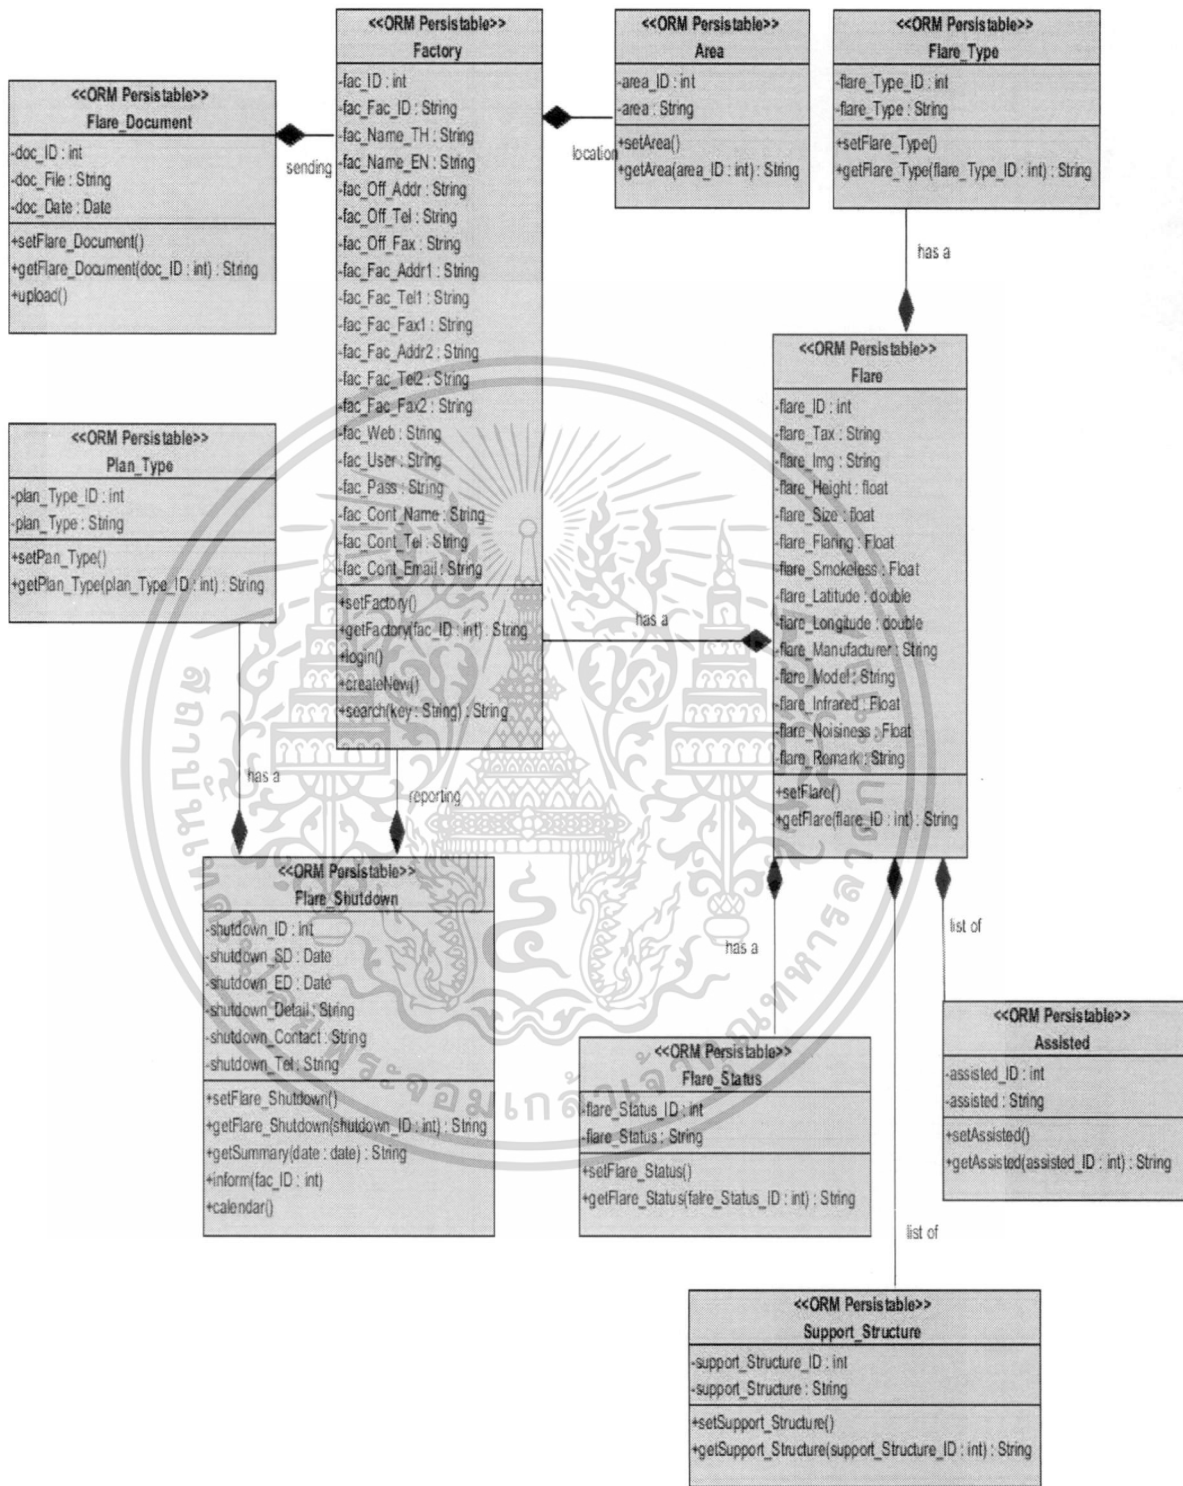 <<ORM Persistable>>
Flare_Document
-doc_ID : int
-doc_File : String
-doc_Date : Date
+setFlare_Document()
+getFlare_Document(doc_ID : int) : String
+upload()
sending
<<ORM Persistable>>
Factory
-fac_ID : int
-fac_Fac_ID : String
-fac_Name_TH : String
-fac_Name_EN : String
-fac_Off_Addr : String
-fac_Off_Tel : String
-fac_Off_Fax : String
-fac_Fac_Addr1 : String
-fac_Fac_Tel1 : String
-fac_Fac_Fax1 : String
-fac_Fac_Addr2 : String
-fac_Fac_Tel2 : String
-fac_Fac_Fax2 : String
-fac_Web : String
-fac_User : String
-fac_Pass : String
-fac_Cont_Name : String
-fac_Cont_Tel : String
-fac_Cont_Email : String
+setFactory()
+getFactory(fac_ID : int) : String
+login()
+createNew()
+search(key : String) : String
location
<<ORM Persistable>>
Area
-area_ID : int
-area : String
+setArea()
+getArea(area_ID : int) : String
<<ORM Persistable>>
Flare_Type
-flare_Type_ID : int
-flare_Type : String
+setFlare_Type()
+getFlare_Type(flare_Type_ID : int) : String
has a
<<ORM Persistable>>
Flare
-flare_ID : int
-flare_Tax : String
-flare_Img : String
-flare_Height : float
-flare_Size : float
-flare_Flaring : Float
-flare_Smokeless : Float
-flare_Latitude : double
-flare_Longitude : double
-flare_Manufacturer : String
-flare_Model : String
-flare_Infrared : Float
-flare_Noisiness : Float
-flare_Remark : String
+setFlare()
+getFlare(flare_ID : int) : String
has a
<<ORM Persistable>>
Plan_Type
-plan_Type_ID : int
-plan_Type : String
+setPan_Type()
+getPlan_Type(plan_Type_ID : int) : String
has a
reporting
<<ORM Persistable>>
Flare_Shutdown
-shutdown_ID : int
-shutdown_SD : Date
-shutdown_ED : Date
-shutdown_Detail : String
-shutdown_Contact : String
-shutdown_Tel : String
+setFlare_Shutdown()
+getFlare_Shutdown(shutdown_ID : int) : String
+getSummary(date : date) : String
+inform(fac_ID : int)
+calendar()
has a
<<ORM Persistable>>
Flare_Status
-flare_Status_ID : int
-flare_Status : String
+setFlare_Status()
+getFlare_Status(falre_Status_ID : int) : String
list of
<<ORM Persistable>>
Assisted
-assisted_ID : int
-assisted : String
+setAssisted()
+getAssisted(assisted_ID : int) : String
list of
<<ORM Persistable>>
Support_Structure
-support_Structure_ID : int
-support_Structure : String
+setSupport_Structure()
+getSupport_Structure(support_Structure_ID : int) : String